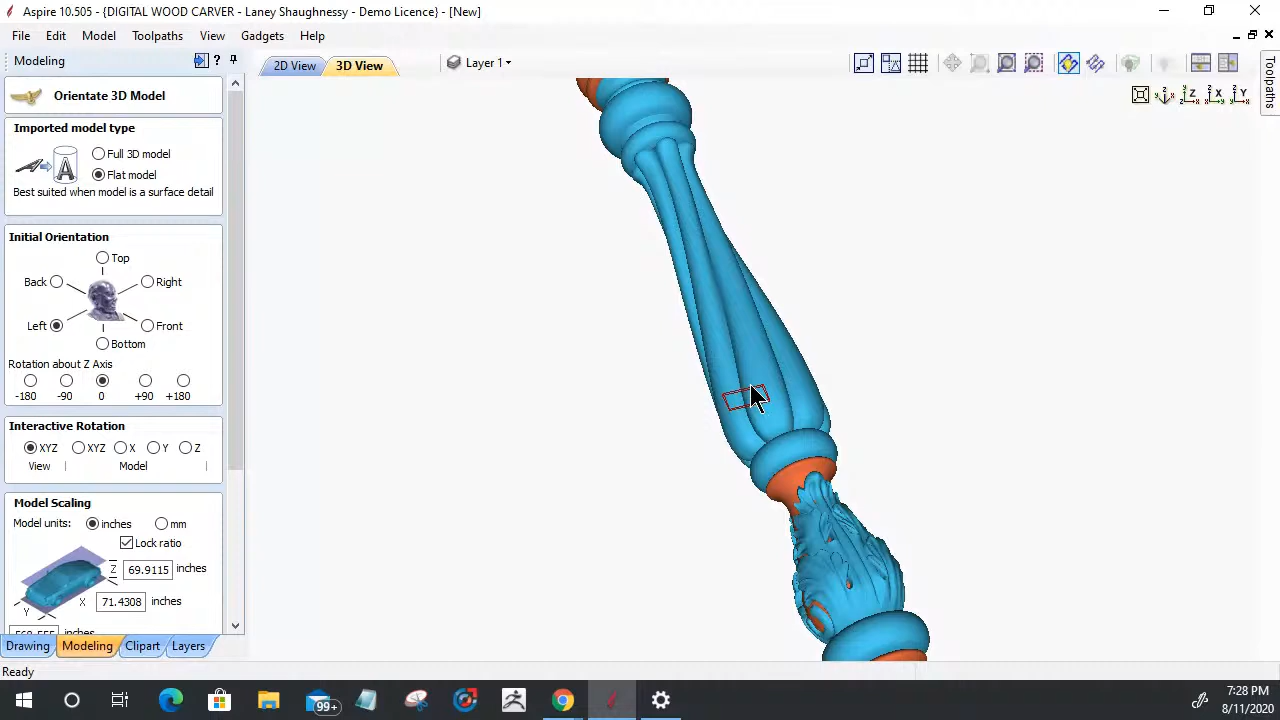 Aspire 10.505 - {DIGITAL WOOD CARVER - Laney Shaughnessy - Demo Licence} - [New]
File Edit Model Toolpaths View Gadgets Help
Modeling
2D View 3D View Layer 1
Toolpaths
Orientate 3D Model
Imported model type
Full 3D model
Flat model
Best suited when model is a surface detail
Initial Orientation
Top
Back Right
Left Front
Bottom
Rotation about Z Axis
-180 -90 0 +90 +180
Interactive Rotation
XYZ XYZ X Y Z
View Model
Model Scaling
Model units: inches mm
Lock ratio
Z 69.9115 inches
X 71.4308 inches
Y
inches
Drawing Modeling Clipart Layers
Ready
99+
7:28 PM
8/11/2020